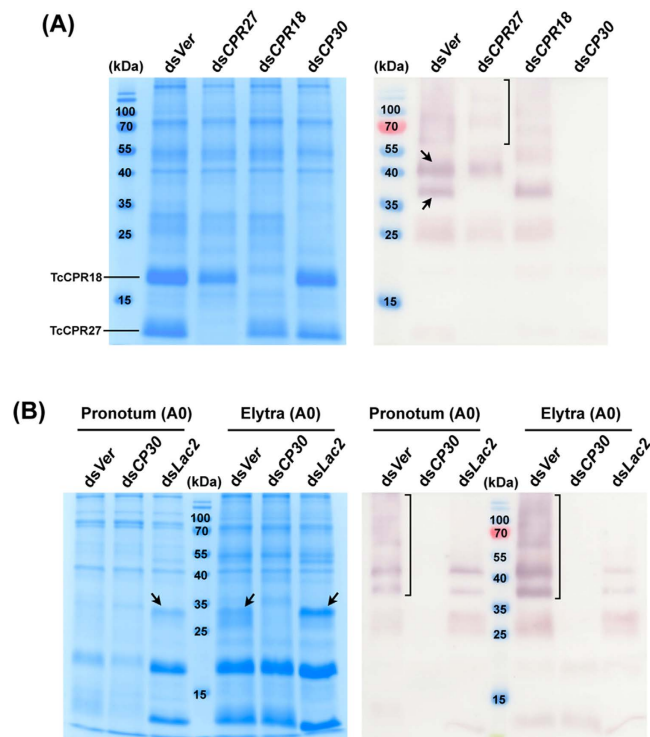 (A)
(kDa) dsVer dsCPR27 dsCPR18 dsCP30
100
70
55
40
35
25
TcCPR18
15
TcCPR27
(kDa) dsVer dsCPR27 dsCPR18 dsCP30
100
70
55
40
35
25
15
(B)
Pronotum (A0) Elytra (A0)
dsVer dsCP30 dsLac2 (kDa) dsVer dsCP30 dsLac2
100
70
55
40
35
25
15
Pronotum (A0) Elytra (A0)
dsVer dsCP30 dsLac2 (kDa) dsVer dsCP30 dsLac2
100
70
55
40
35
25
15